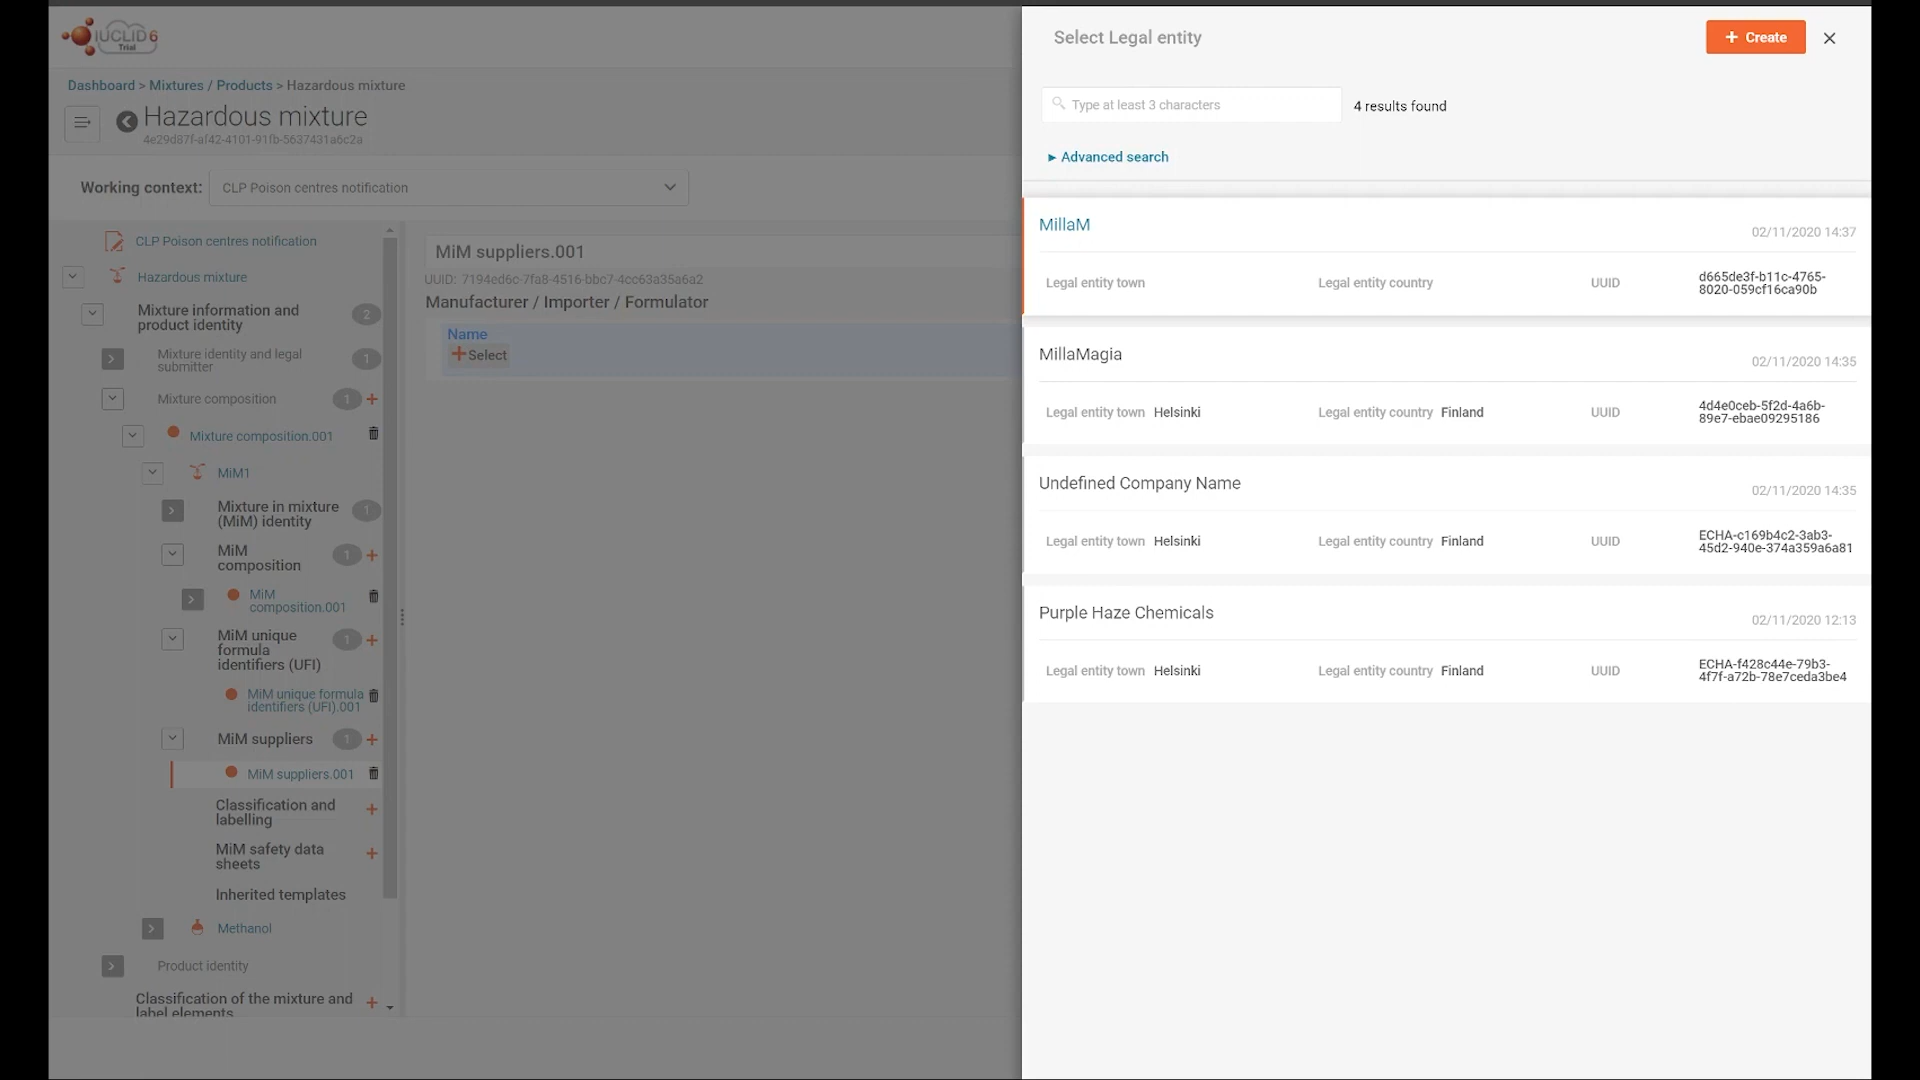 IUCLID 6
Trial
Dashboard > Mixtures / Products > Hazardous mixture
Hazardous mixture
4e29d87f-af42-4101-91fb-5637431a6c2a
Working context:
CLP Poison centres notification
CLP Poison centres notification
Hazardous mixture
Mixture information and
product identity
2
Mixture identity and legal
submitter
1
Mixture composition
1
Mixture composition.001
MiM1
Mixture in mixture
(MiM) identity
1
MiM
composition
1
MiM
composition.001
MiM unique
formula
identifiers (UFI)
1
MiM unique formula
identifiers (UFI).001
MiM suppliers
1
MiM suppliers.001
Classification and
labelling
MiM safety data
sheets
Inherited templates
Methanol
Product identity
Classification of the mixture and
label elements
MiM suppliers.001
UUID: 7194ed6c-7fa8-4516-bbc7-4cc63a35a6a2
Manufacturer / Importer / Formulator
Name
+Select
Select Legal entity
+ Create
Type at least 3 characters
4 results found
Advanced search
MillaM
02/11/2020 14:37
Legal entity town
Legal entity country
UUID
d665de3f-b11c-4765-
8020-059cf16ca90b
MillaMagia
02/11/2020 14:35
Legal entity town Helsinki
Legal entity country Finland
UUID
4d4e0ceb-5f2d-4a6b-
89e7-ebae09295186
Undefined Company Name
02/11/2020 14:35
Legal entity town Helsinki
Legal entity country Finland
UUID
ECHA-c169b4c2-3ab3-
45d2-940e-374a359a6a81
Purple Haze Chemicals
02/11/2020 12:13
Legal entity town Helsinki
Legal entity country Finland
UUID
ECHA-f428c44e-79b3-
4f7f-a72b-78e7ceda3be4